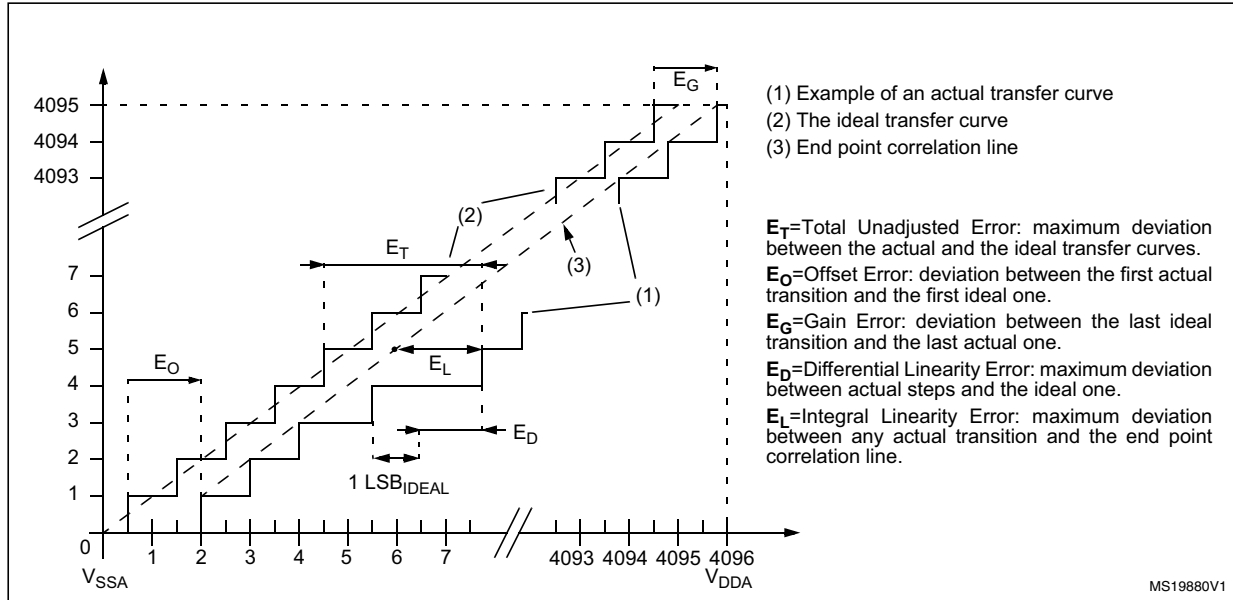 E_G
4095
4094
4093
(1) Example of an actual transfer curve
(2) The ideal transfer curve
(3) End point correlation line
(2)
E_T
(3)
7
(1)
6
5
E_O
E_L
4
3
E_D
2
1 LSB_IDEAL
1
0
1 2 3 4 5 6 7 4093 4094 4095 4096
V_SSA V_DDA
E_T=Total Unadjusted Error: maximum deviation
between the actual and the ideal transfer curves.
E_O=Offset Error: deviation between the first actual
transition and the first ideal one.
E_G=Gain Error: deviation between the last ideal
transition and the last actual one.
E_D=Differential Linearity Error: maximum deviation
between actual steps and the ideal one.
E_L=Integral Linearity Error: maximum deviation
between any actual transition and the end point
correlation line.
MS19880V1